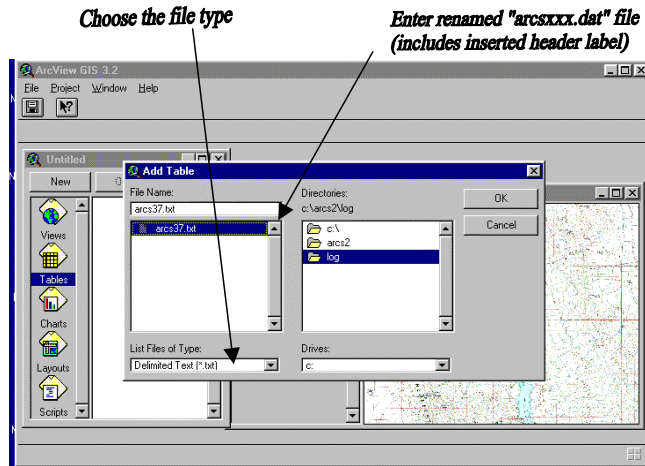 Choose the file type
Enter renamed "arcsxxx.dat" file
(includes inserted header label)
ArcView GIS 3.2
File Project Window Help
Untitled
New
Add Table
File Name:
arcs37.txt
arcs37.txt
Directories:
c:\arcs2\log
c:\
arcs2
log
OK
Cancel
Views
Tables
Charts
Layouts
Scripts
List Files of Type:
Delimited Text (*.txt)
Drives:
c: